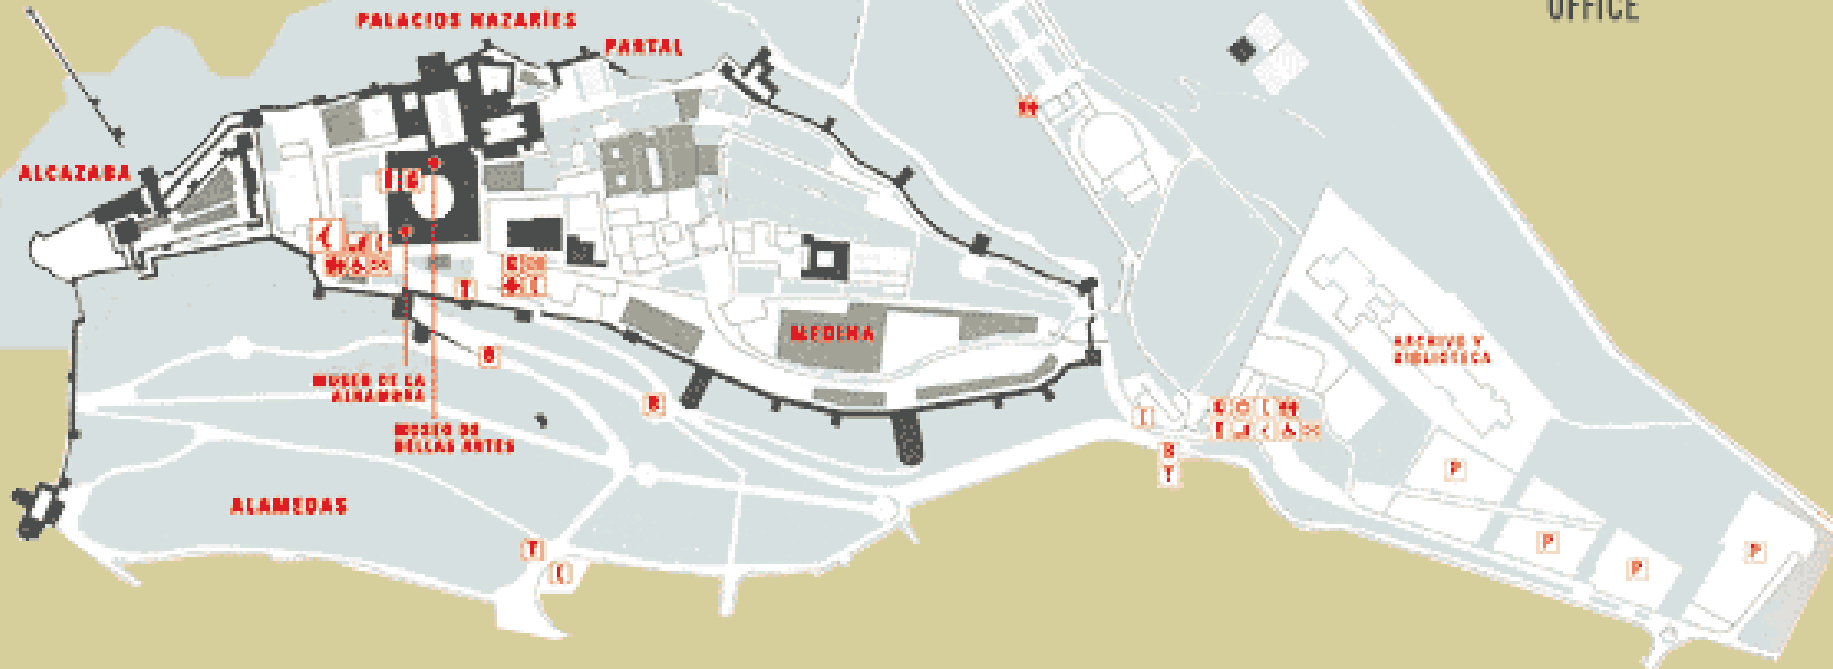 OFFICE
PALACIOS NAZARÍES
PARTAL
ALCAZABA
MEDINA
ARCHIVO Y
BIBLIOTECA
MUSEO DE LA
ALHAMBRA
MUSEO DE
BELLAS ARTES
ALAMEDAS
T
T
T
P
P
P
P